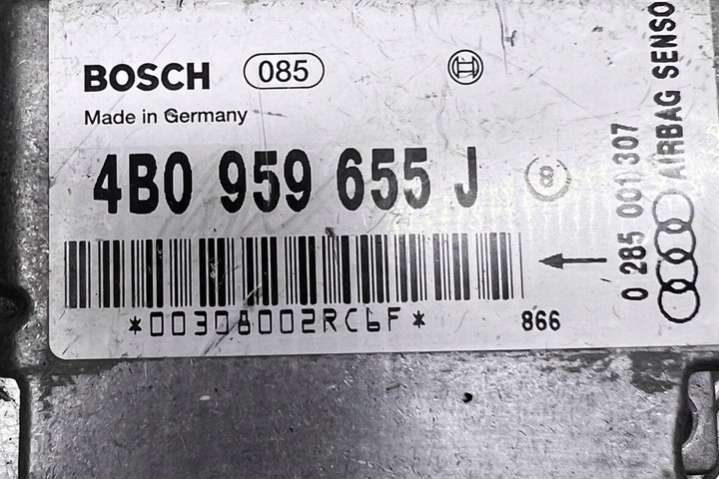 BOSCH 085
Made in Germany
4B0 959 655 J 8
*00308002RC6F*
866
0 285 001 307
AIRBAG SENSO